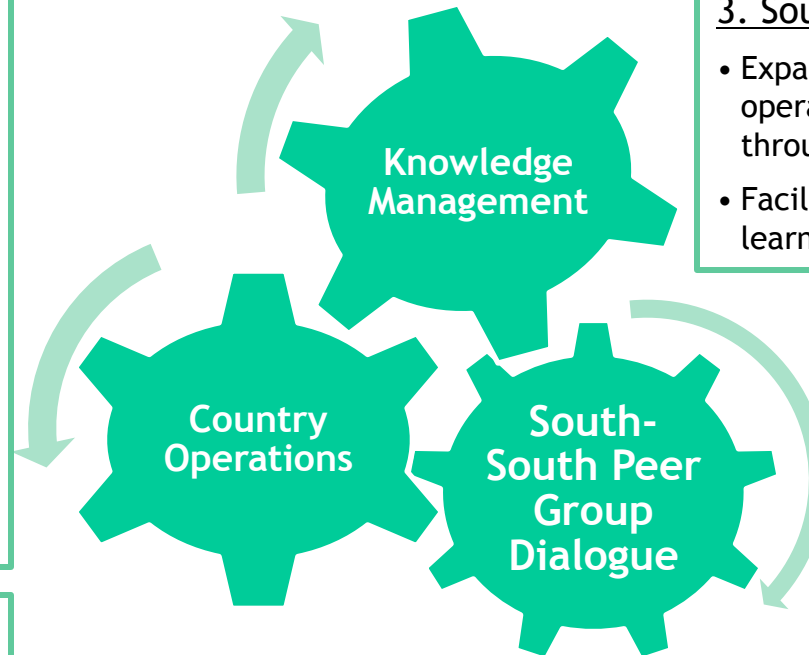 3. Sou
• Expa
opera
throu
• Facil
learn
Knowledge
Management
Country
Operations
South-
South Peer
Group
Dialogue